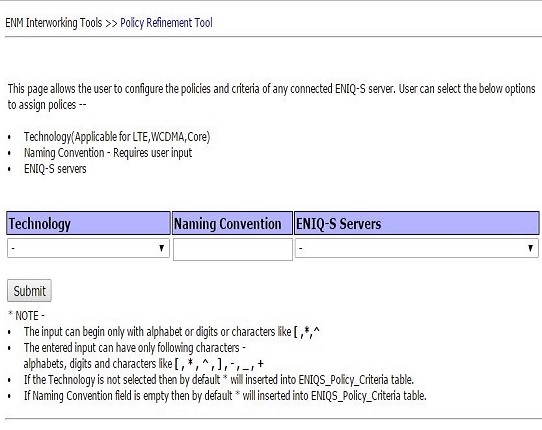 ENM Interworking Tools >> Policy Refinement Tool
This page allows the user to configure the policies and criteria of any connected ENIQ-S server. User can select the below options
to assign polices --
• Technology(Applicable for LTE,WCDMA,Core)
• Naming Convention - Requires user input
• ENIQ-S servers
Technology Naming Convention ENIQ-S Servers
- -
Submit
* NOTE -
• The input can begin only with alphabet or digits or characters like [ ,*,^
• The entered input can have only following characters -
alphabets, digits and characters like [ , * , ^ , ] , - , _ , +
• If the Technology is not selected then by default * will inserted into ENIQS_Policy_Criteria table.
• If Naming Convention field is empty then by default * will inserted into ENIQS_Policy_Criteria table.